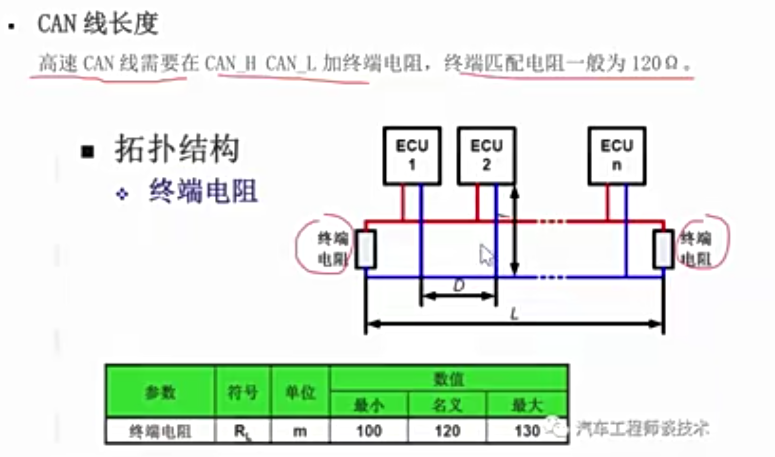 ▪ CAN 线长度
高速 CAN 线需要在 CAN_H CAN_L 加终端电阻，终端匹配电阻一般为 120Ω。
■ 拓扑结构
❖ 终端电阻
ECU
1
ECU
2
ECU
n
终端
电阻
l
终端
电阻
D
L
参数 符号 单位 数值
最小 名义 最大
终端电阻 RL m 100 120 130
汽车工程师谈技术